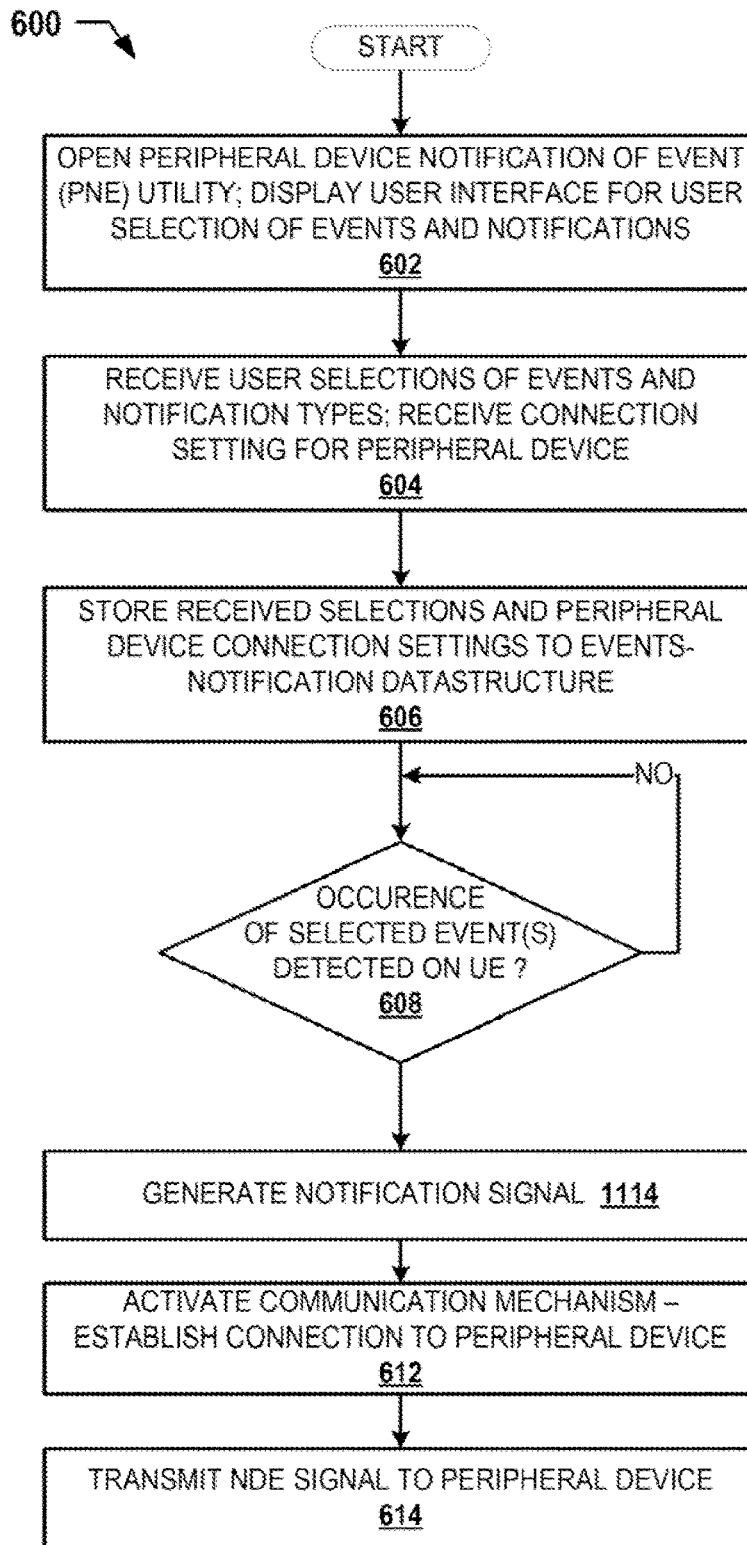 600
START
OPEN PERIPHERAL DEVICE NOTIFICATION OF EVENT
(PNE) UTILITY; DISPLAY USER INTERFACE FOR USER
SELECTION OF EVENTS AND NOTIFICATIONS
602
RECEIVE USER SELECTIONS OF EVENTS AND
NOTIFICATION TYPES; RECEIVE CONNECTION
SETTING FOR PERIPHERAL DEVICE
604
STORE RECEIVED SELECTIONS AND PERIPHERAL
DEVICE CONNECTION SETTINGS TO EVENTS-
NOTIFICATION DATASTRUCTURE
606
NO
OCCURENCE
OF SELECTED EVENT(S)
DETECTED ON UE ?
608
GENERATE NOTIFICATION SIGNAL 1114
ACTIVATE COMMUNICATION MECHANISM –
ESTABLISH CONNECTION TO PERIPHERAL DEVICE
612
TRANSMIT NDE SIGNAL TO PERIPHERAL DEVICE
614